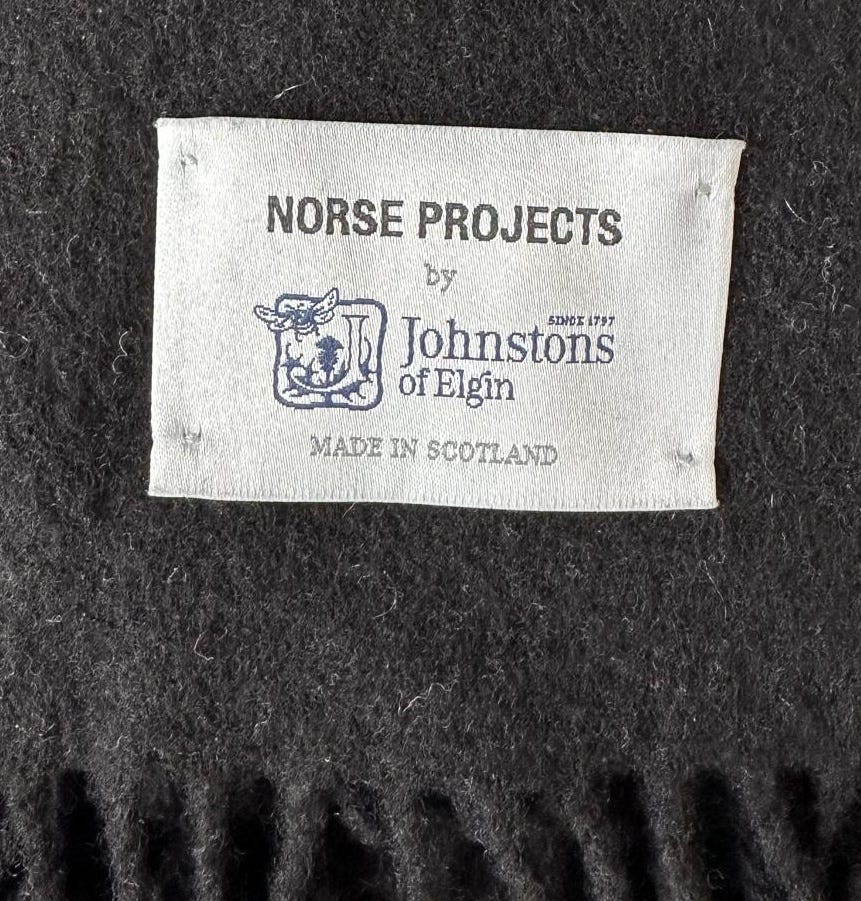 NORSE PROJECTS
by
SINCE 1797
Johnstons
of Elgin
MADE IN SCOTLAND